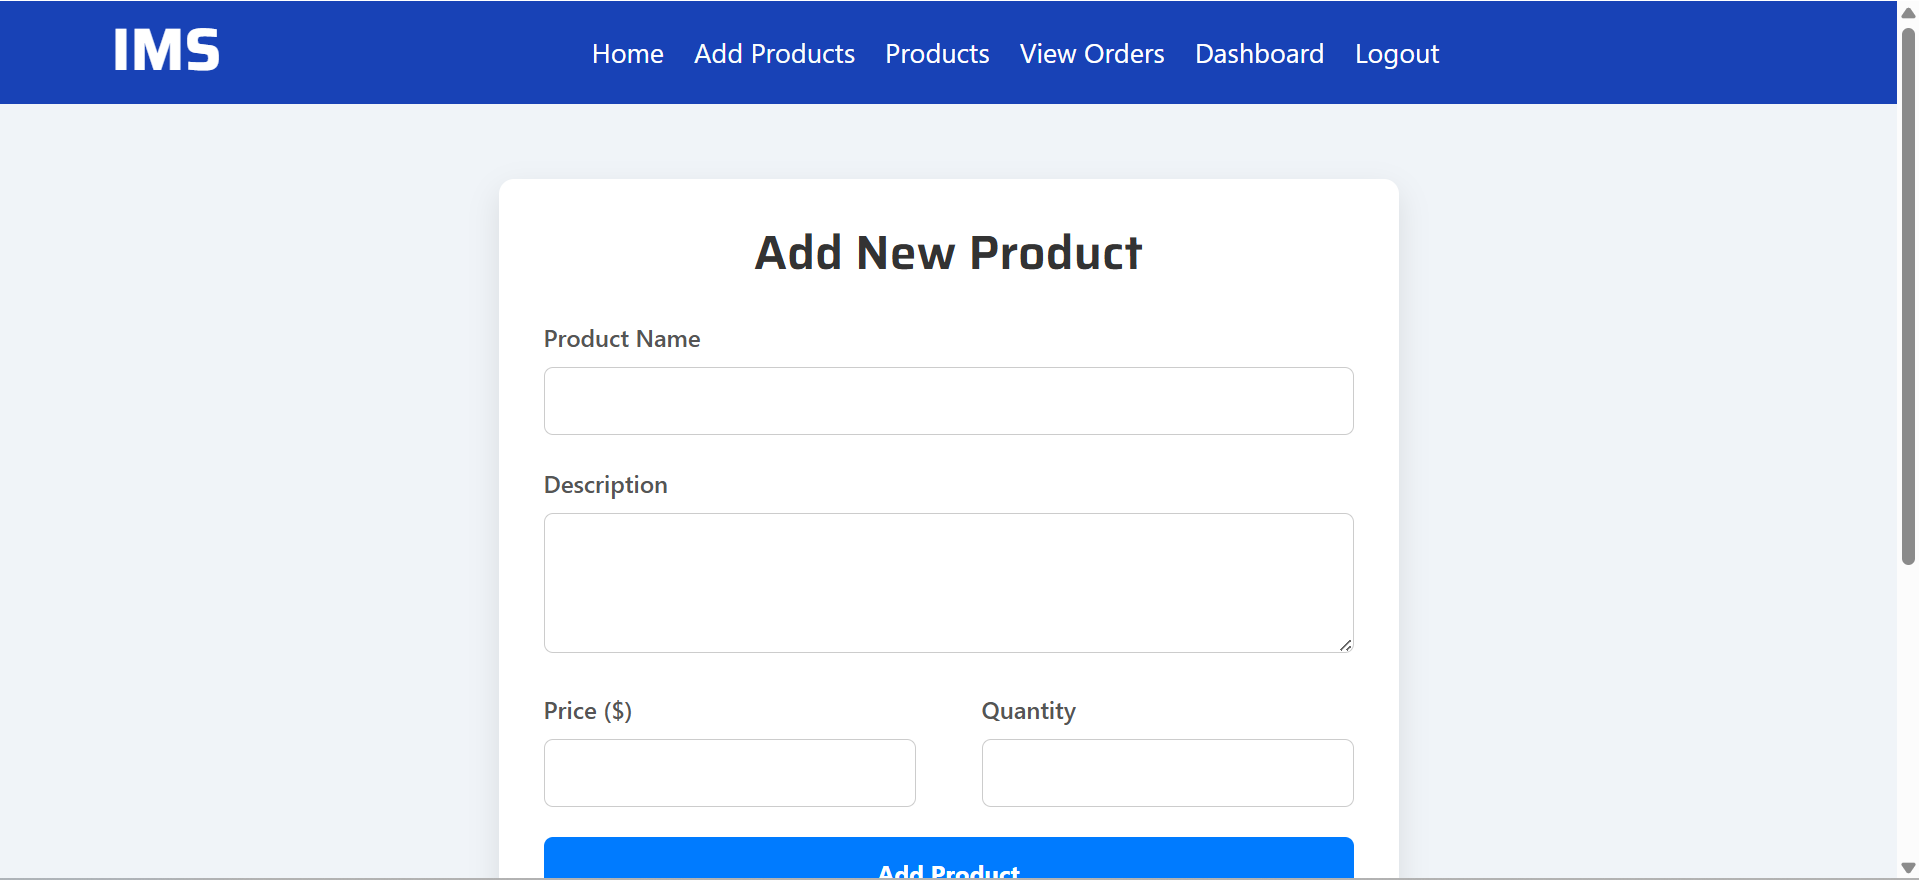 IMS
Home Add Products Products View Orders Dashboard Logout
Add New Product
Product Name
Description
Price ($) Quantity
Add Product